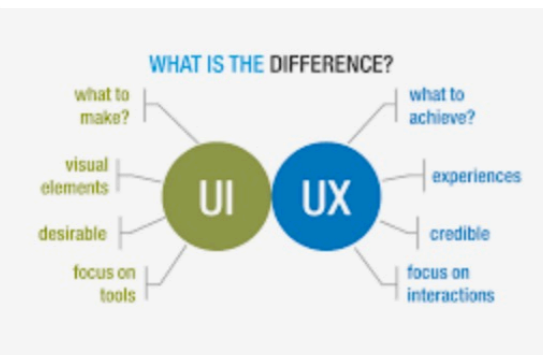 WHAT IS THE DIFFERENCE?
what to
make?
visual
elements
desirable
focus on
tools
UI
UX
what to
achieve?
experiences
credible
focus on
interactions